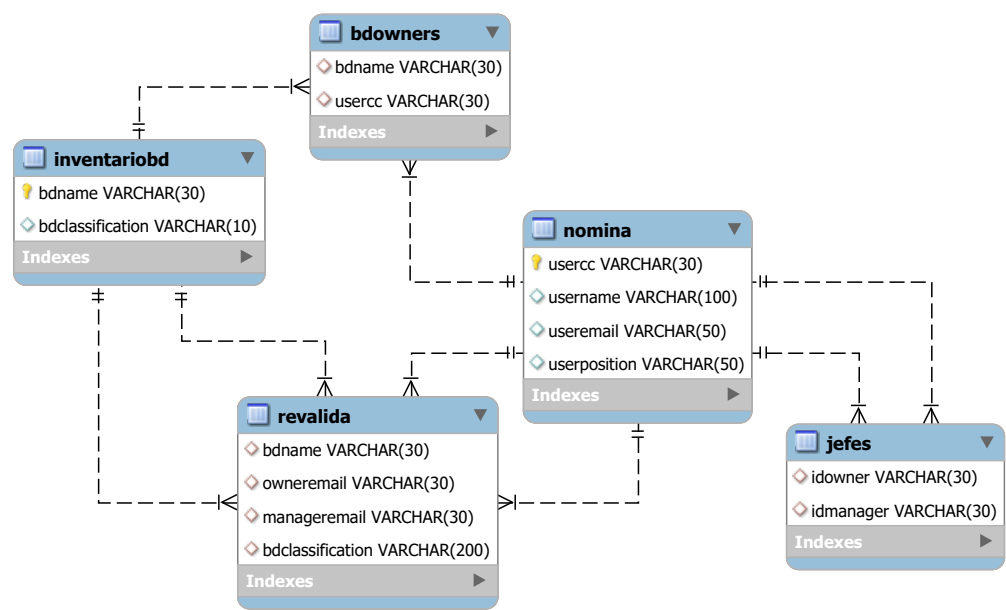 bdowners
bdname VARCHAR(30)
usercc VARCHAR(30)
Indexes
inventariobd
bdname VARCHAR(30)
bdclassification VARCHAR(10)
Indexes
nomina
usercc VARCHAR(30)
username VARCHAR(100)
useremail VARCHAR(50)
userposition VARCHAR(50)
Indexes
revalida
bdname VARCHAR(30)
owneremail VARCHAR(30)
manageremail VARCHAR(30)
bdclassification VARCHAR(200)
Indexes
jefes
idowner VARCHAR(30)
idmanager VARCHAR(30)
Indexes